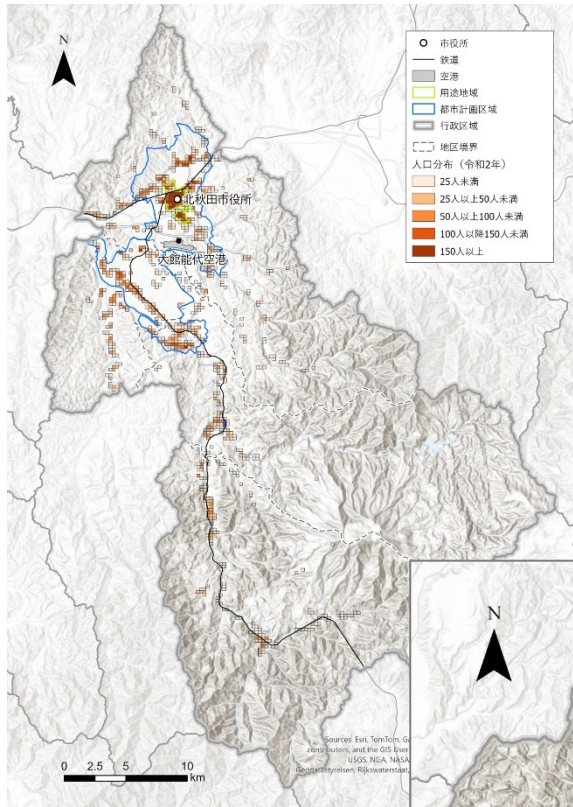 N
市役所
鉄道
空港
用途地域
都市計画区域
行政区域
地区境界
人口分布（令和2年）
25人未満
25人以上50人未満
50人以上100人未満
100人以降150人未満
150人以上
北秋田市役所
大館能代空港
N
Sources: Esri, TomTom, G
contributors, and the GIS User
USGS, NGA, NASA
Geodatastyrelsen, Rijkswaterstaat,
0 2.5 5 10
km